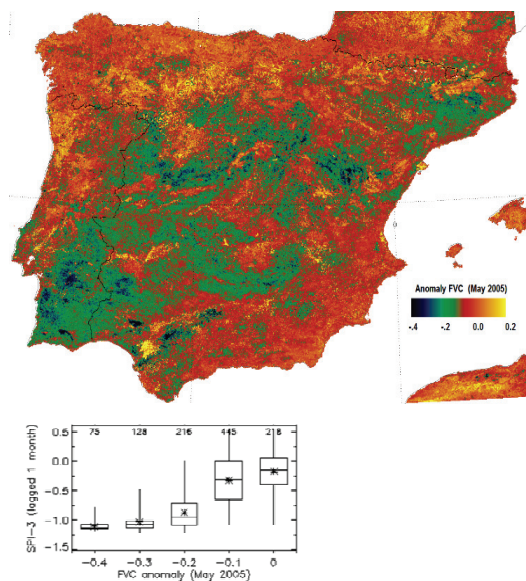 0
Anomaly FVC (May 2005)
-.4 -.2 0.0 0.2
75 128 216 445 218
0.5
0.0
-0.5
-1.0
-1.5
SPI-3 (lagged 1 month)
-0.4 -0.3 -0.2 -0.1 0
FVC anomaly (May 2005)